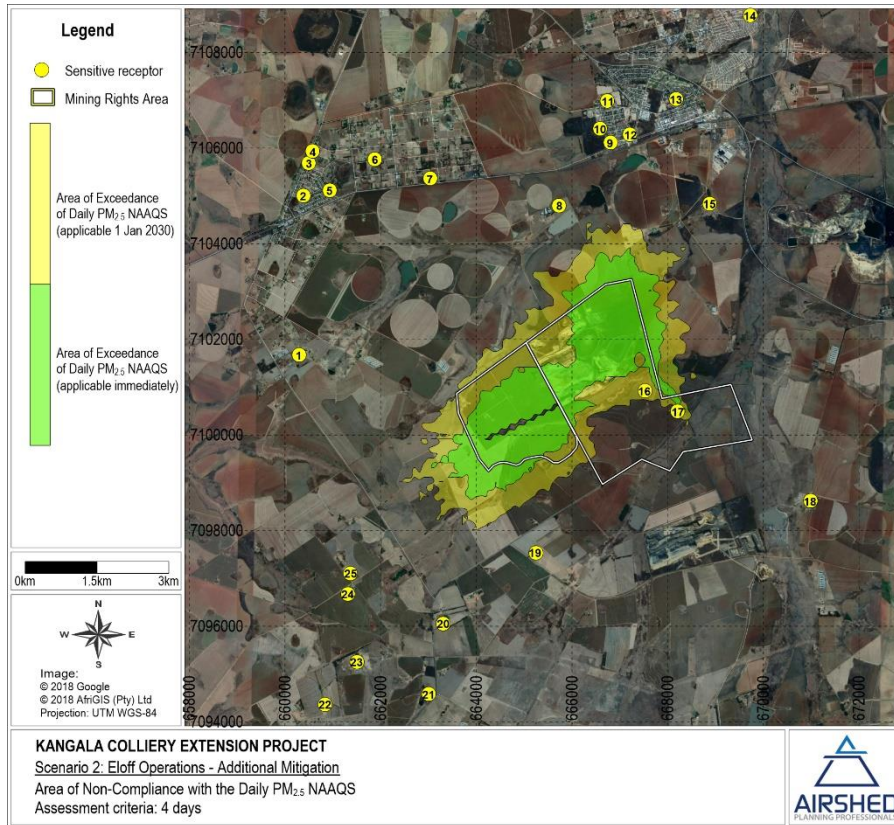 Legend
Sensitive receptor
Mining Rights Area
Area of Exceedance
of Daily PM2.5 NAAQS
(applicable 1 Jan 2030)
Area of Exceedance
of Daily PM2.5 NAAQS
(applicable immediately)
0km 1.5km 3km
N
W E
S
Image:
© 2018 Google
© 2018 AfriGIS (Pty) Ltd
Projection: UTM WGS-84
7108000
7106000
7104000
7102000
7100000
7098000
7096000
7094000
658000
660000
662000
664000
666000
668000
670000
672000
14
11
13
10
12
9
4
3
6
7
5
2
8
15
1
16
17
18
19
25
24
20
23
21
22
KANGALA COLLIERY EXTENSION PROJECT
Scenario 2: Eloff Operations - Additional Mitigation
Area of Non-Compliance with the Daily PM2.5 NAAQS
Assessment criteria: 4 days
AIRSHED
PLANNING PROFESSIONALS